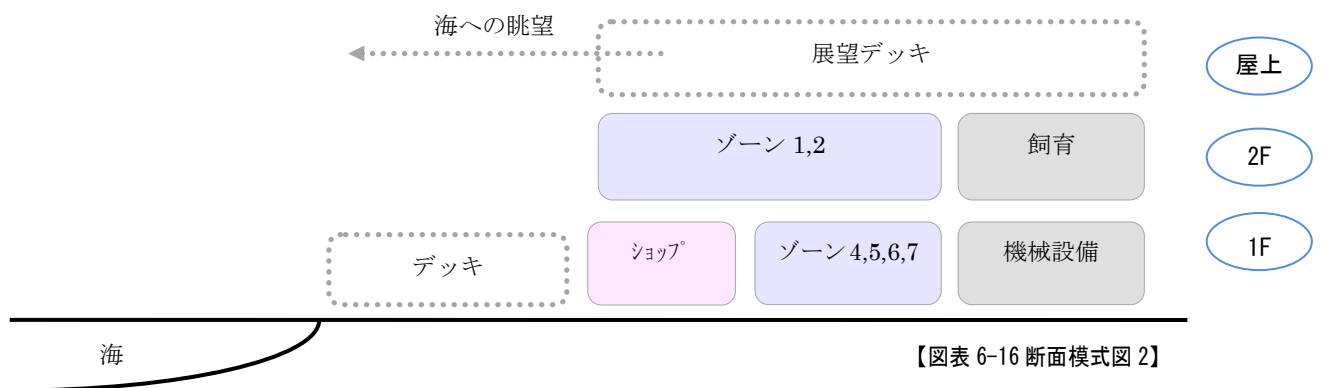 海への眺望
展望デッキ
屋上
ゾーン 1,2
飼育
2F
デッキ
ｼｮｯﾌﾟ
ゾーン 4,5,6,7
機械設備
1F
海
【図表 6-16 断面模式図 2】